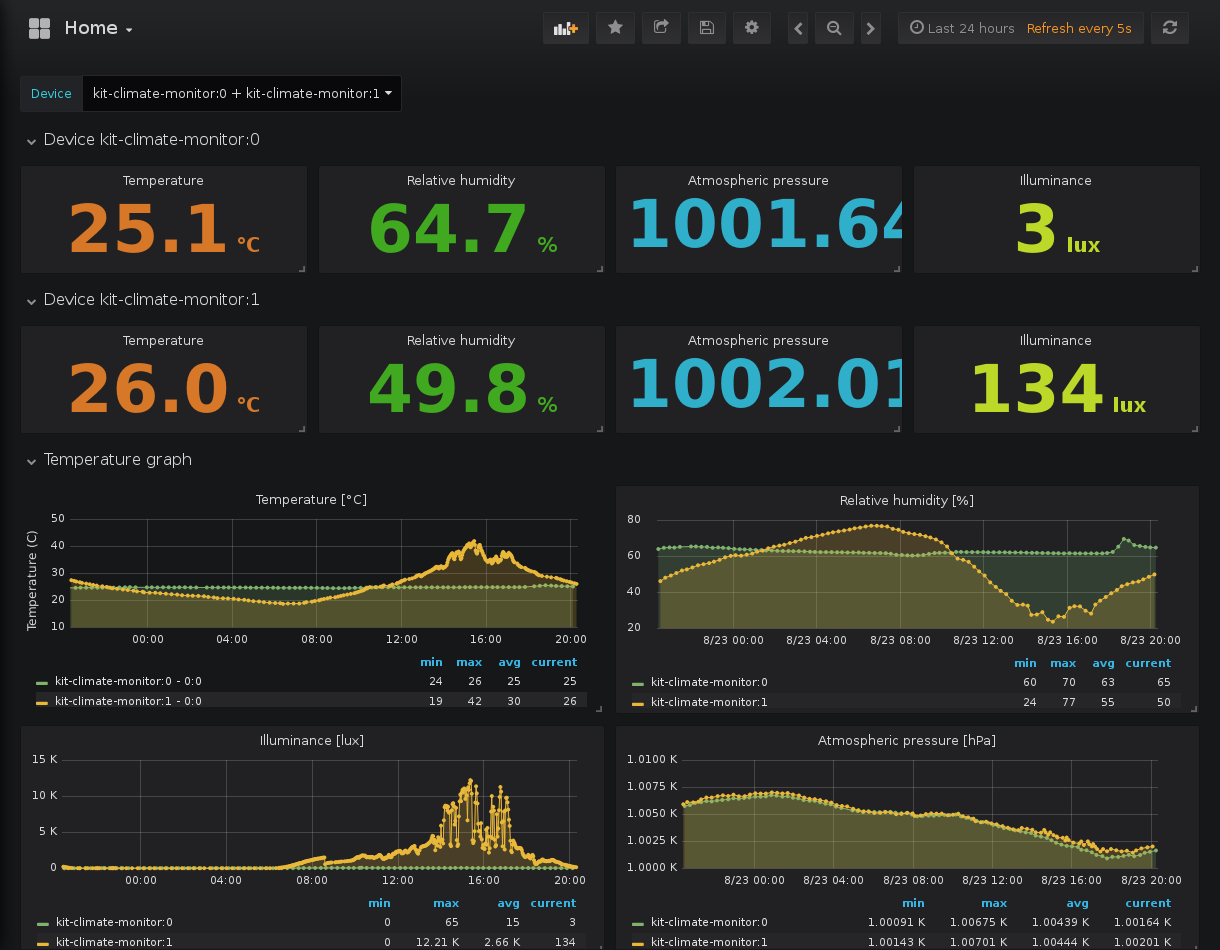 Home
Last 24 hours Refresh every 5s
Device kit-climate-monitor:0 + kit-climate-monitor:1
Device kit-climate-monitor:0
Temperature Relative humidity Atmospheric pressure Illuminance
25.1 °C 64.7 % 1001.64 3 lux
Device kit-climate-monitor:1
Temperature Relative humidity Atmospheric pressure Illuminance
26.0 °C 49.8 % 1002.01 134 lux
Temperature graph
Temperature [°C]
Temperature (C)
50
40
30
20
10
00:00 04:00 08:00 12:00 16:00 20:00
min max avg current
kit-climate-monitor:0 - 0:0 24 26 25 25
kit-climate-monitor:1 - 0:0 19 42 30 26
Relative humidity [%]
80
60
40
20
8/23 00:00 8/23 04:00 8/23 08:00 8/23 12:00 8/23 16:00 8/23 20:00
min max avg current
kit-climate-monitor:0 60 70 63 65
kit-climate-monitor:1 24 77 55 50
Illuminance [lux]
15 K
10 K
5 K
0
00:00 04:00 08:00 12:00 16:00 20:00
min max avg current
kit-climate-monitor:0 0 65 15 3
kit-climate-monitor:1 0 12.21 K 2.66 K 134
Atmospheric pressure [hPa]
1.0100 K
1.0075 K
1.0050 K
1.0025 K
1.0000 K
8/23 00:00 8/23 04:00 8/23 08:00 8/23 12:00 8/23 16:00 8/23 20:00
min max avg current
kit-climate-monitor:0 1.00091 K 1.00675 K 1.00439 K 1.00164 K
kit-climate-monitor:1 1.00143 K 1.00701 K 1.00444 K 1.00201 K